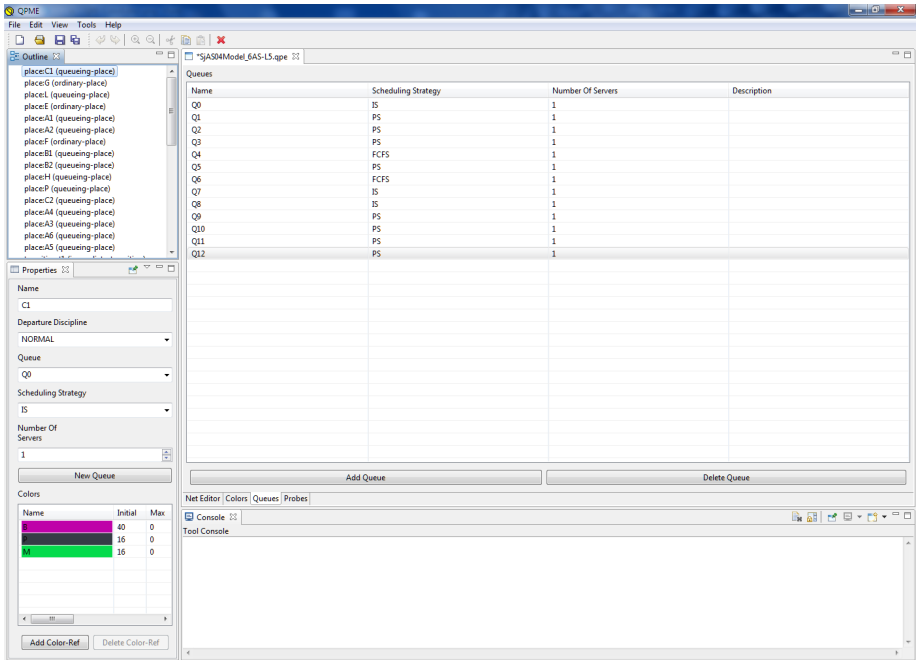 QPME
File Edit View Tools Help
Outline
place:C1 (queueing-place)
place:G (ordinary-place)
place:L (queueing-place)
place:E (ordinary-place)
place:A1 (queueing-place)
place:A2 (queueing-place)
place:F (ordinary-place)
place:B1 (queueing-place)
place:B2 (queueing-place)
place:H (queueing-place)
place:P (queueing-place)
place:C2 (queueing-place)
place:A4 (queueing-place)
place:A3 (queueing-place)
place:A6 (queueing-place)
place:A5 (queueing-place)
Properties
Name
C1
Departure Discipline
NORMAL
Queue
Q0
Scheduling Strategy
IS
Number Of
Servers
1
New Queue
Colors
Name Initial Max
40 0
P 16 0
M 16 0
Add Color-Ref Delete Color-Ref
*SjAS04Model_6AS-L5.qpe
Queues
Name Scheduling Strategy Number Of Servers Description
Q0 IS 1
Q1 PS 1
Q2 PS 1
Q3 PS 1
Q4 FCFS 1
Q5 PS 1
Q6 FCFS 1
Q7 IS 1
Q8 IS 1
Q9 PS 1
Q10 PS 1
Q11 PS 1
Q12 PS 1
Add Queue Delete Queue
Net Editor Colors Queues Probes
Console
Tool Console